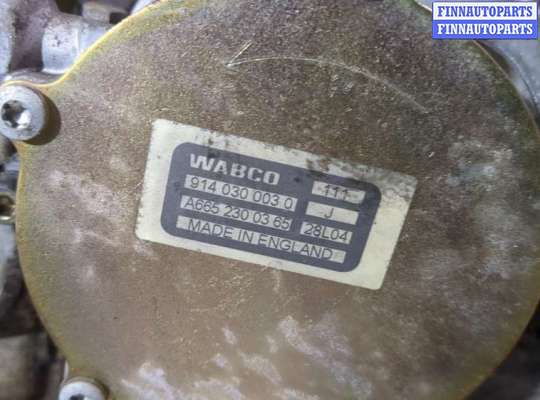 FINNAUTOPARTS
FINNAUTOPARTS
WABCO
914 030 003 0 111
A665 230 03 65 J
MADE IN ENGLAND 28L04